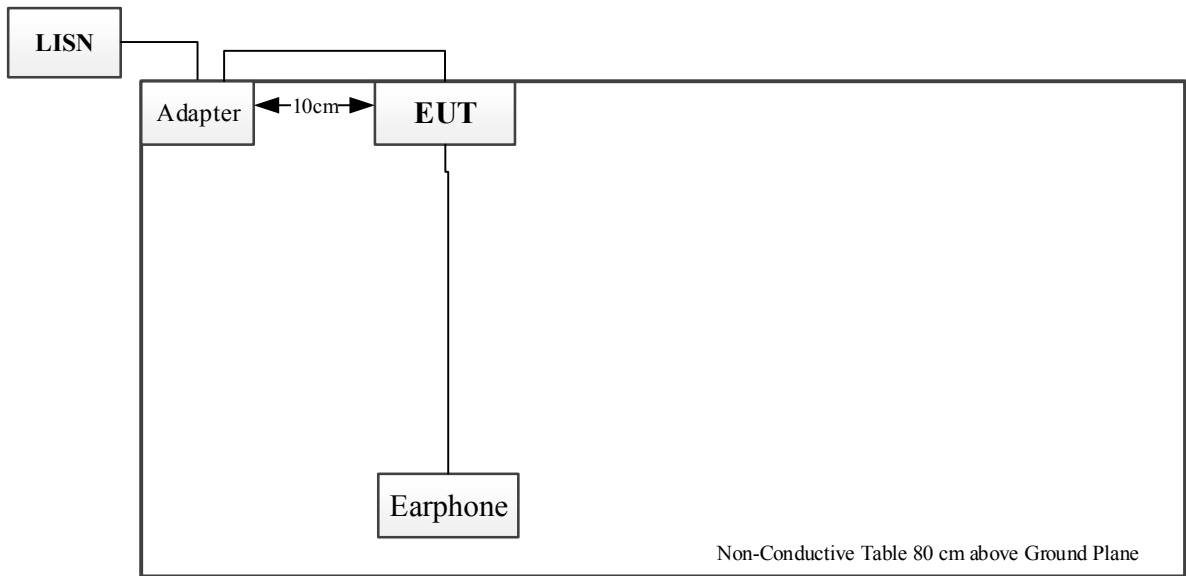 LISN
Adapter
10cm
EUT
Earphone
Non-Conductive Table 80 cm above Ground Plane